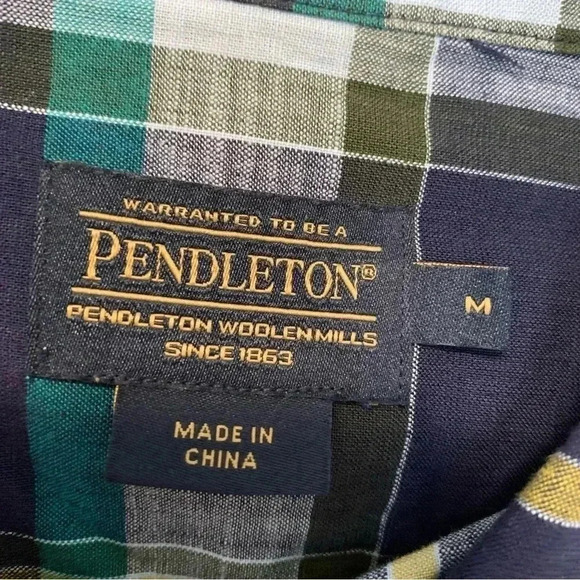 WARRANTED TO BE A
PENDLETON®
PENDLETON WOOLEN MILLS
SINCE 1863
M
MADE IN
CHINA